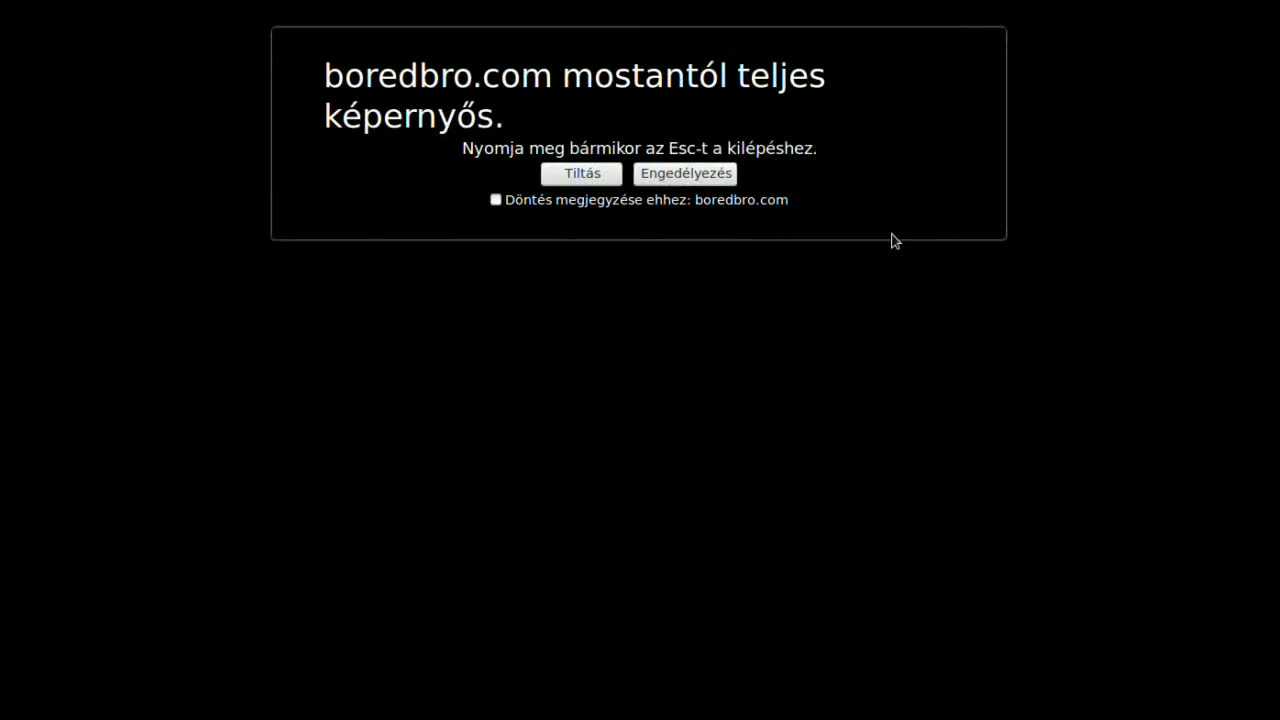 boredbro.com mostantól teljes
képernyős.
Nyomja meg bármikor az Esc-t a kilépéshez.
Tiltás Engedélyezés
Döntés megjegyzése ehhez: boredbro.com